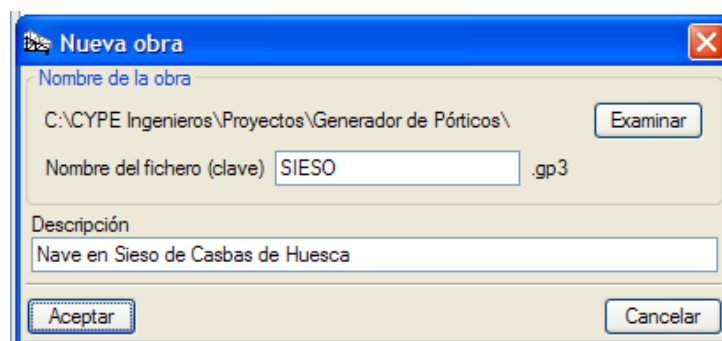 Nueva obra
Nombre de la obra
C:\CYPE Ingenieros\Proyectos\Generador de Pórticos\ Examinar
Nombre del fichero (clave) SIESO .gp3
Descripción
Nave en Sieso de Casbas de Huesca
Aceptar Cancelar